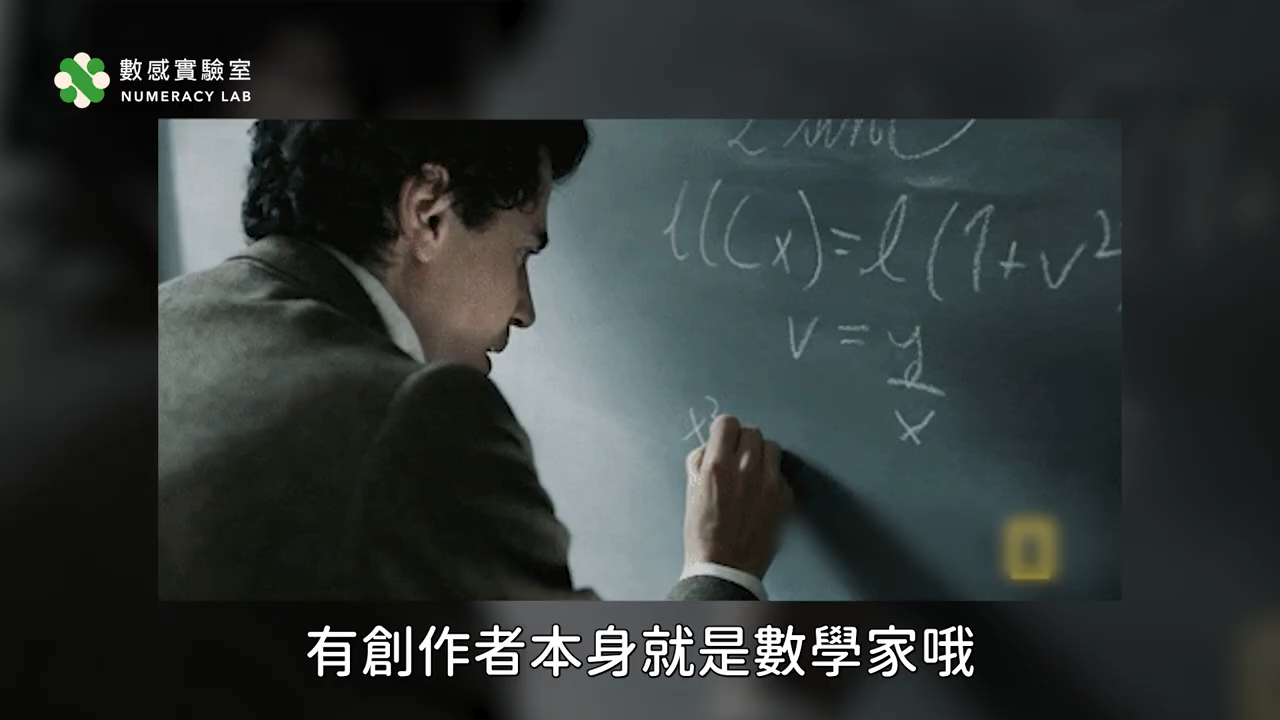 數感實驗室
NUMERACY LAB
l((x)=l(1+v²
v=y
x
x²
有創作者本身就是數學家哦